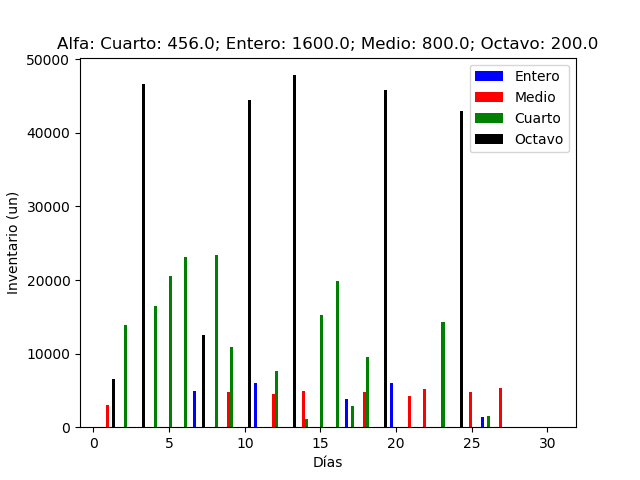 Alfa: Cuarto: 456.0; Entero: 1600.0; Medio: 800.0; Octavo: 200.0
50000
40000
30000
20000
10000
0
Inventario (un)
Entero
Medio
Cuarto
Octavo
0 5 10 15 20 25 30
Días